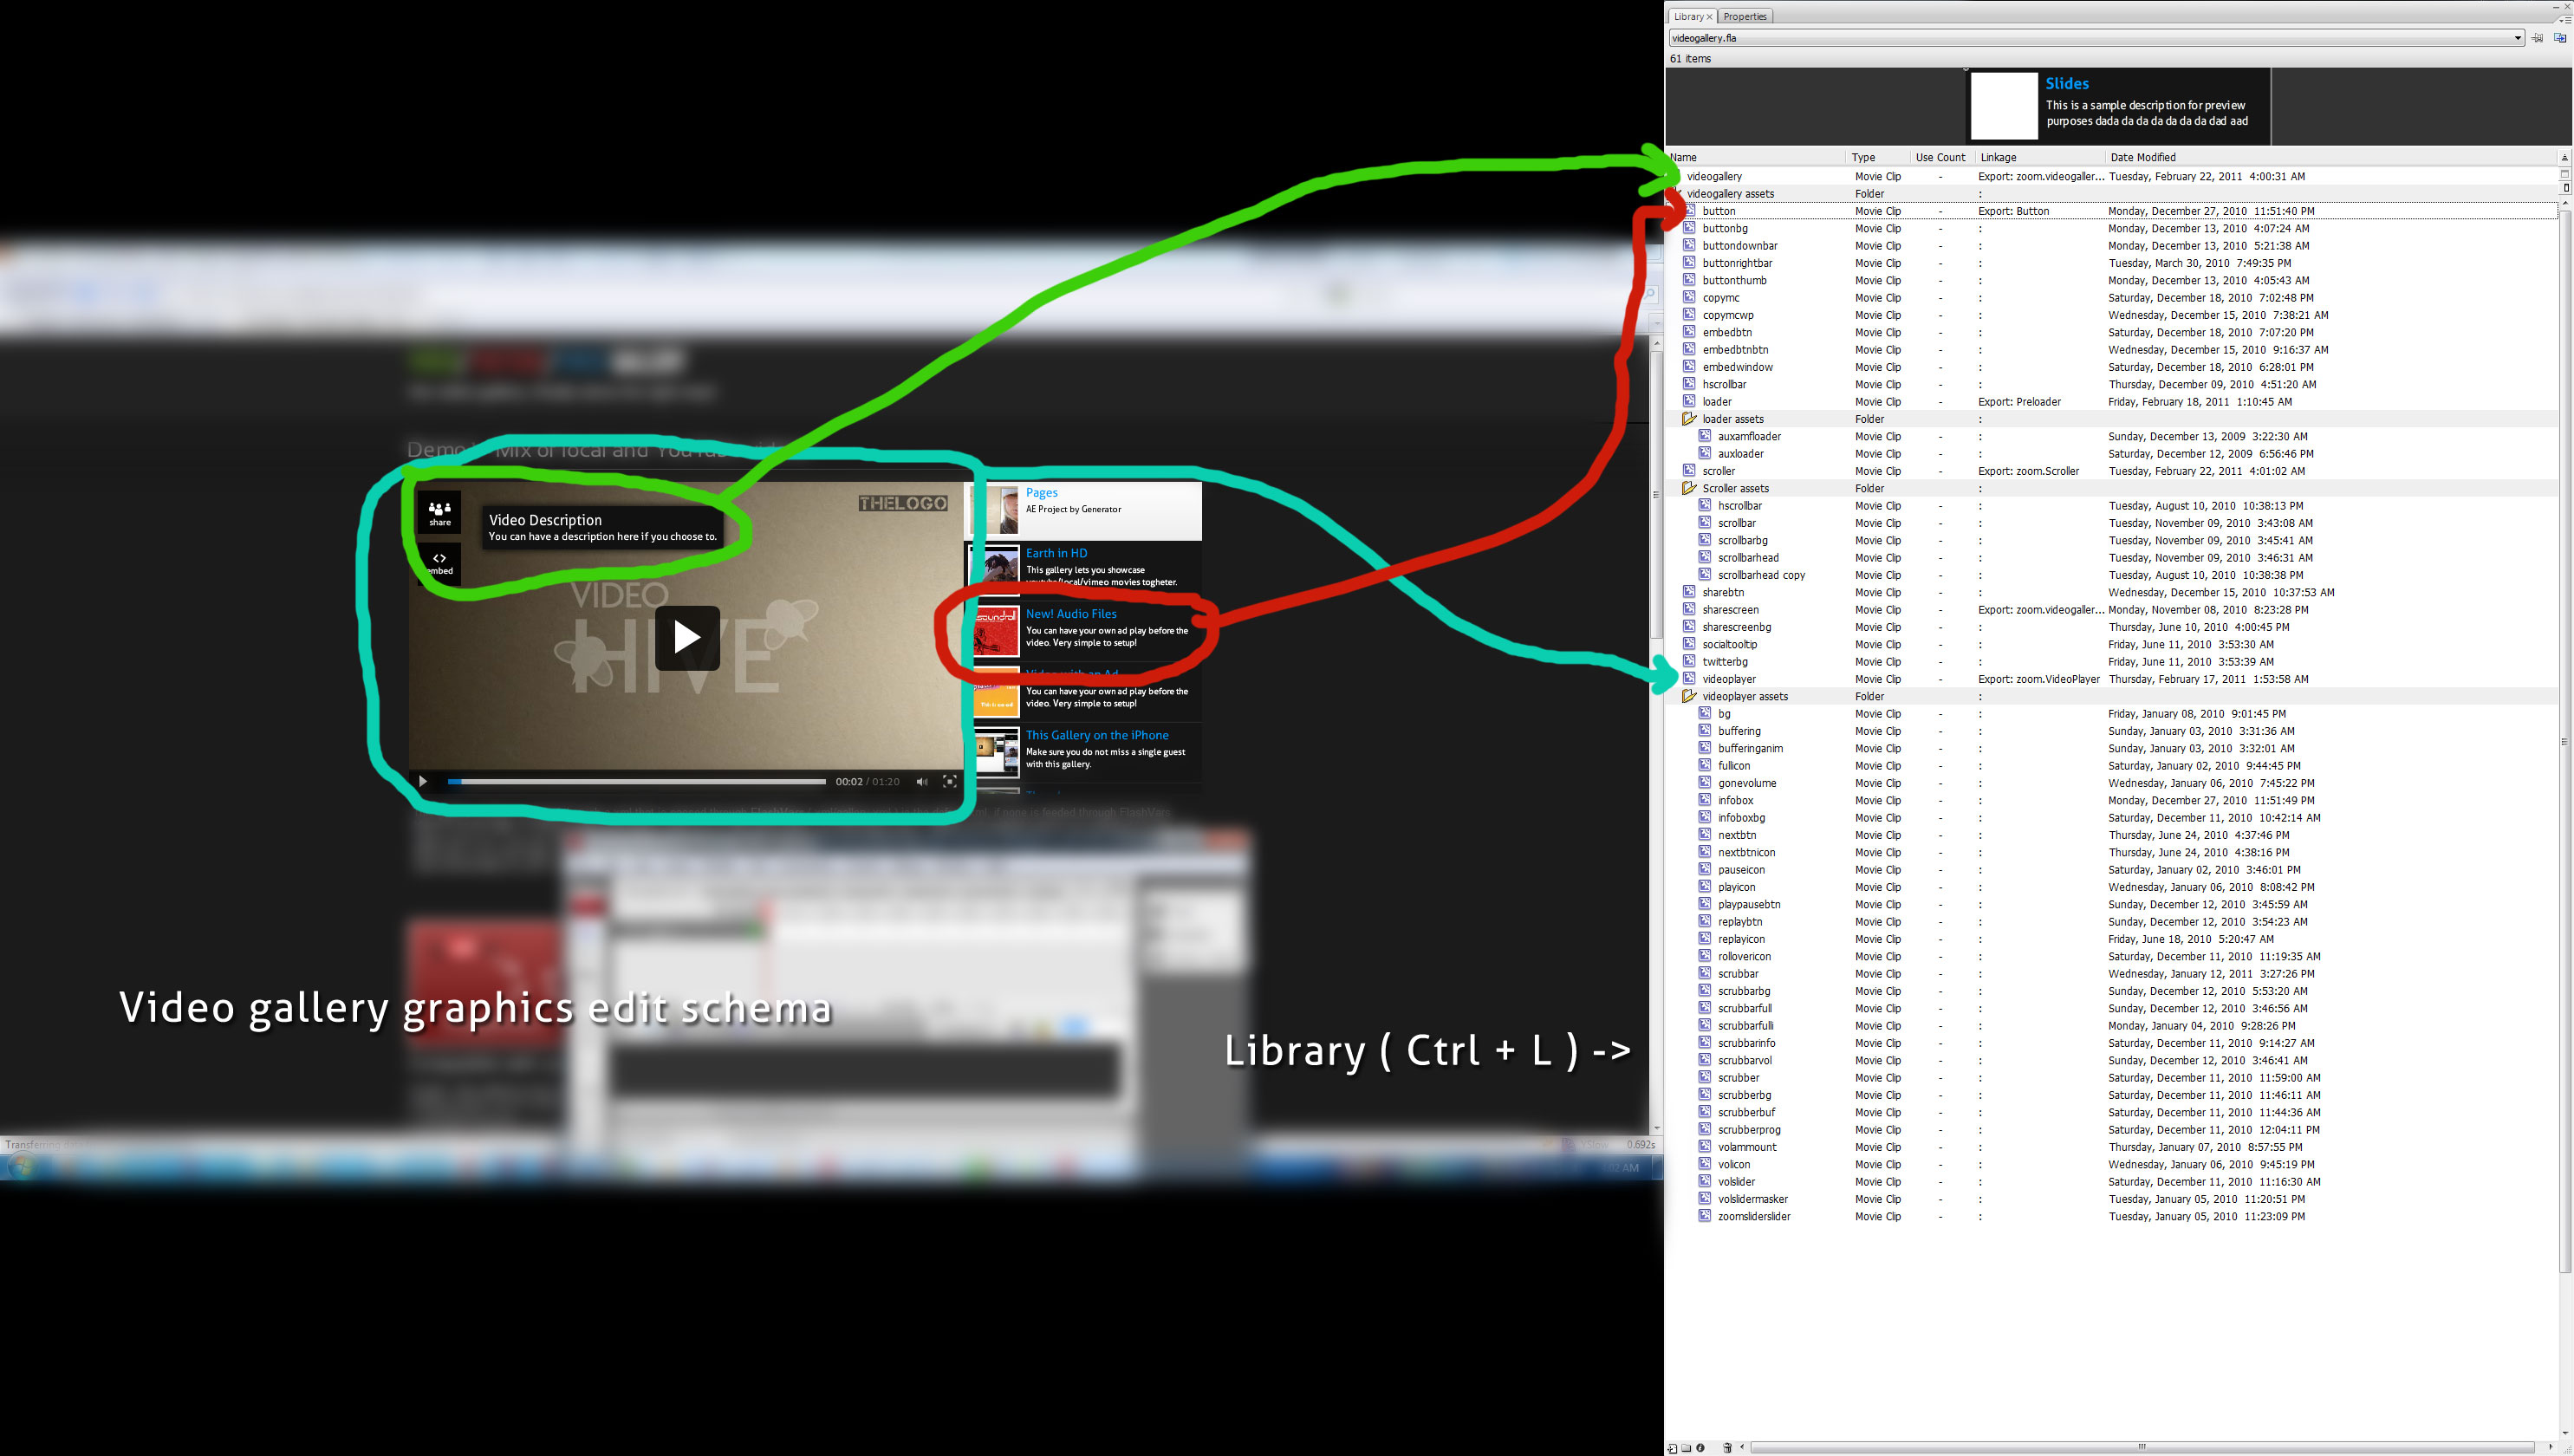 Demo
Mix of local and YouTube
share
embed
Video Description
You can have a description here if you choose to.
THELOGO
VIDEO
HIVE
00:02 / 01:20
Pages
AE Project by Generator
Earth in HD
This gallery lets you showcase
youtube/local/vimeo movies togheter.
New! Audio Files
You can have your own ad play before the
video. Very simple to setup!
Video with an Ad
You can have your own ad play before the
video. Very simple to setup!
This Gallery on the iPhone
Make sure you do not miss a single guest
with this gallery.
Video gallery graphics edit schema
Library ( Ctrl + L ) ->
Transferring
YSlow 0.692s
Library Properties
videogallery.fla
61 items
Slides
This is a sample description for preview
purposes dada da da da da da da dad aad
Name Type Use Count Linkage Date Modified
videogallery Movie Clip - Export: zoom.videogaller... Tuesday, February 22, 2011 4:00:31 AM
videogallery assets Folder :
button Movie Clip - Export: Button Monday, December 27, 2010 11:51:40 PM
buttonbg Movie Clip - : Monday, December 13, 2010 4:07:24 AM
buttondownbar Movie Clip - : Monday, December 13, 2010 5:21:38 AM
buttonrightbar Movie Clip - : Tuesday, March 30, 2010 7:49:35 PM
buttonthumb Movie Clip - : Monday, December 13, 2010 4:05:43 AM
copymc Movie Clip - : Saturday, December 18, 2010 7:02:48 PM
copymcwp Movie Clip - : Wednesday, December 15, 2010 7:38:21 AM
embedbtn Movie Clip - : Saturday, December 18, 2010 7:07:20 PM
embedbtnbtn Movie Clip - : Wednesday, December 15, 2010 9:16:37 AM
embedwindow Movie Clip - : Saturday, December 18, 2010 6:28:01 PM
hscrollbar Movie Clip - : Thursday, December 09, 2010 4:51:20 AM
loader Movie Clip - Export: Preloader Friday, February 18, 2011 1:10:45 AM
loader assets Folder :
auxamfloader Movie Clip - : Sunday, December 13, 2009 3:22:30 AM
auxloader Movie Clip - : Saturday, December 12, 2009 6:56:46 PM
scroller Movie Clip - Export: zoom.Scroller Tuesday, February 22, 2011 4:01:02 AM
Scroller assets Folder :
hscrollbar Movie Clip - : Tuesday, August 10, 2010 10:38:13 PM
scrollbar Movie Clip - : Tuesday, November 09, 2010 3:43:08 AM
scrollbarbg Movie Clip - : Tuesday, November 09, 2010 3:45:41 AM
scrollbarhead Movie Clip - : Tuesday, November 09, 2010 3:46:31 AM
scrollbarhead copy Movie Clip - : Tuesday, August 10, 2010 10:38:38 PM
sharebtn Movie Clip - : Wednesday, December 15, 2010 10:37:53 AM
sharescreen Movie Clip - Export: zoom.videogaller... Monday, November 08, 2010 8:23:28 PM
sharescreenbg Movie Clip - : Thursday, June 10, 2010 4:00:45 PM
socialtooltip Movie Clip - : Friday, June 11, 2010 3:53:30 AM
twitterbg Movie Clip - : Friday, June 11, 2010 3:53:39 AM
videoplayer Movie Clip - Export: zoom.VideoPlayer Thursday, February 17, 2011 1:53:58 AM
videoplayer assets Folder :
bg Movie Clip - : Friday, January 08, 2010 9:01:45 PM
buffering Movie Clip - : Sunday, January 03, 2010 3:31:36 AM
bufferinganim Movie Clip - : Sunday, January 03, 2010 3:32:01 AM
fullicon Movie Clip - : Saturday, January 02, 2010 9:44:45 PM
gonevolume Movie Clip - : Wednesday, January 06, 2010 7:45:22 PM
infobox Movie Clip - : Monday, December 27, 2010 11:51:49 PM
infoboxbg Movie Clip - : Saturday, December 11, 2010 10:42:14 AM
nextbtn Movie Clip - : Thursday, June 24, 2010 4:37:46 PM
nextbtnicon Movie Clip - : Thursday, June 24, 2010 4:38:16 PM
pauseicon Movie Clip - : Saturday, January 02, 2010 3:46:01 PM
playicon Movie Clip - : Wednesday, January 06, 2010 8:08:42 PM
playpausebtn Movie Clip - : Sunday, December 12, 2010 3:45:59 AM
replaybtn Movie Clip - : Sunday, December 12, 2010 3:54:23 AM
replayicon Movie Clip - : Friday, June 18, 2010 5:20:47 AM
rollovericon Movie Clip - : Saturday, December 11, 2010 11:19:35 AM
scrubbar Movie Clip - : Wednesday, January 12, 2011 3:27:26 PM
scrubbarbg Movie Clip - : Sunday, December 12, 2010 5:53:20 AM
scrubbarfull Movie Clip - : Sunday, December 12, 2010 3:46:56 AM
scrubbarfulli Movie Clip - : Monday, January 04, 2010 9:28:26 PM
scrubbarinfo Movie Clip - : Saturday, December 11, 2010 9:14:27 AM
scrubbarvol Movie Clip - : Sunday, December 12, 2010 3:46:41 AM
scrubber Movie Clip - : Saturday, December 11, 2010 11:59:00 AM
scrubberbg Movie Clip - : Saturday, December 11, 2010 11:46:11 AM
scrubberbuf Movie Clip - : Saturday, December 11, 2010 11:44:36 AM
scrubberprog Movie Clip - : Saturday, December 11, 2010 12:04:11 PM
volammount Movie Clip - : Thursday, January 07, 2010 8:57:55 PM
volicon Movie Clip - : Wednesday, January 06, 2010 9:45:19 PM
volslider Movie Clip - : Saturday, December 11, 2010 11:16:30 AM
volslidermasker Movie Clip - : Tuesday, January 05, 2010 11:20:51 PM
zoomsliderslider Movie Clip - : Tuesday, January 05, 2010 11:23:09 PM